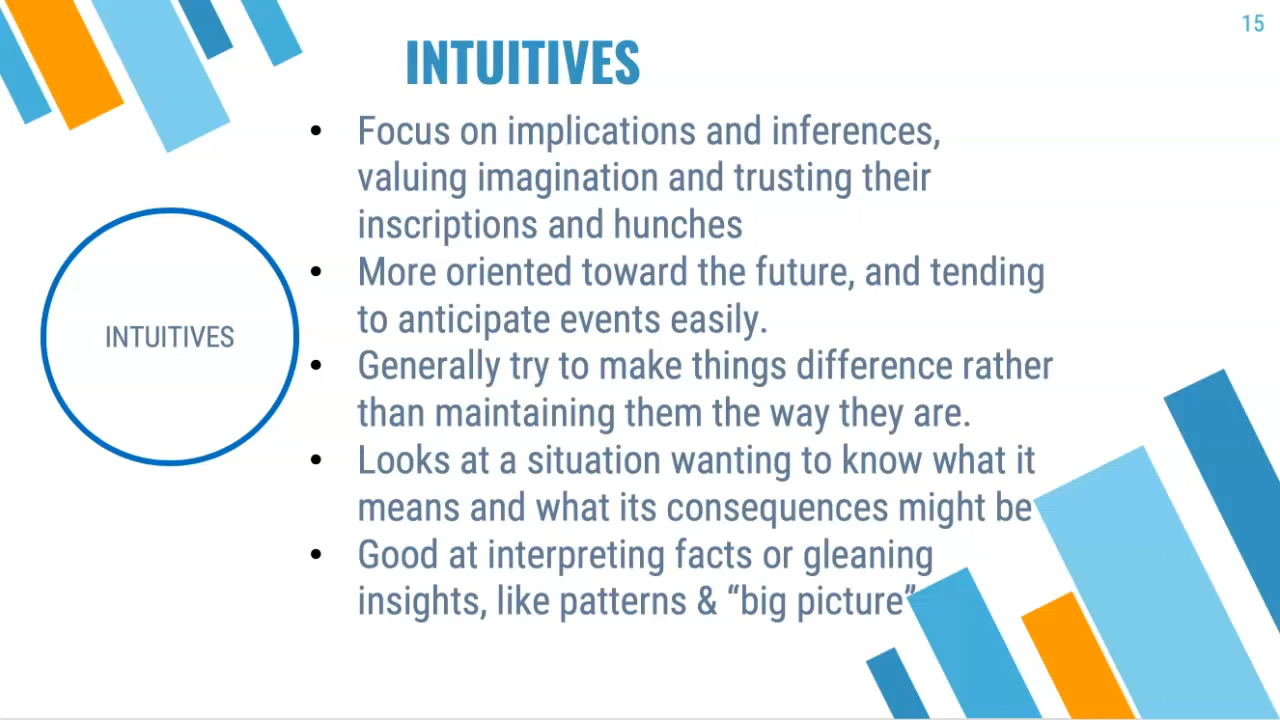 15
INTUITIVES
• Focus on implications and inferences,
valuing imagination and trusting their
inscriptions and hunches
• More oriented toward the future, and tending
to anticipate events easily.
• Generally try to make things difference rather
than maintaining them the way they are.
• Looks at a situation wanting to know what it
means and what its consequences might be
• Good at interpreting facts or gleaning
insights, like patterns & “big picture”
INTUITIVES